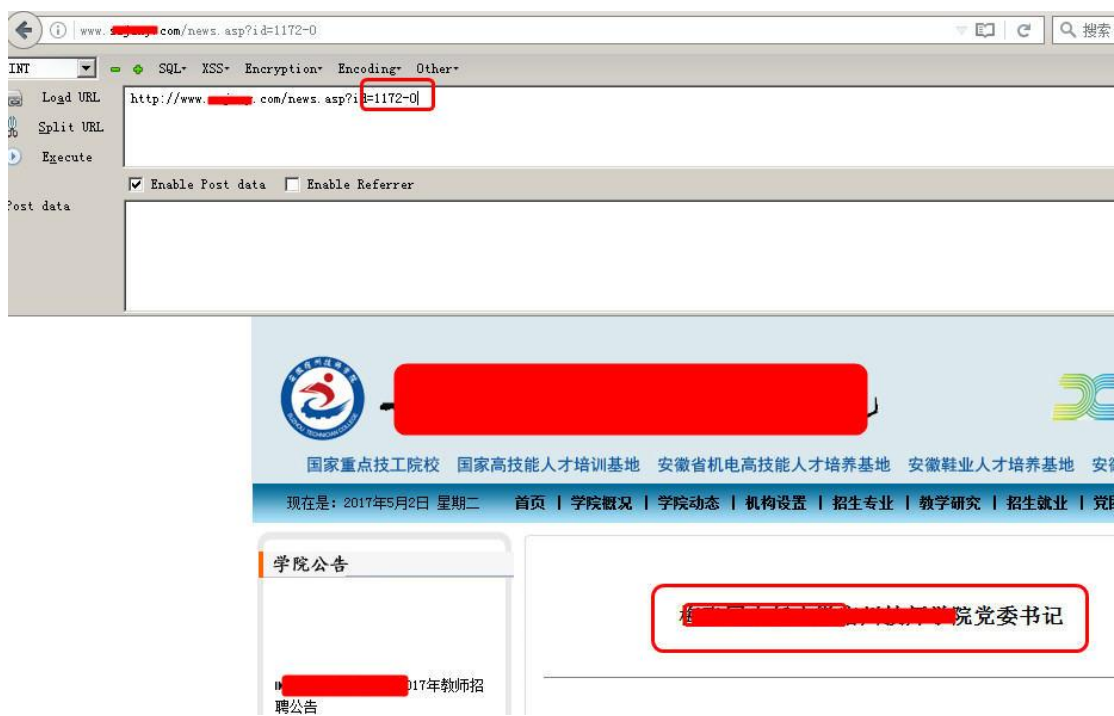 www. com/news.asp?id=1172-0
搜索
INT
SQL- XSS- Encryption- Encoding- Other-
Load URL
http://www. .com/news.asp?id=1172-0
Split URL
Execute
Enable Post data Enable Referrer
Post data
国家重点技工院校 国家高技能人才培训基地 安徽省机电高技能人才培养基地 安徽鞋业人才培养基地
现在是：2017年5月2日 星期二 首页 | 学院概况 | 学院动态 | 机构设置 | 招生专业 | 教学研究 | 招生就业 |
学院公告
院党委书记
017年教师招
聘公告